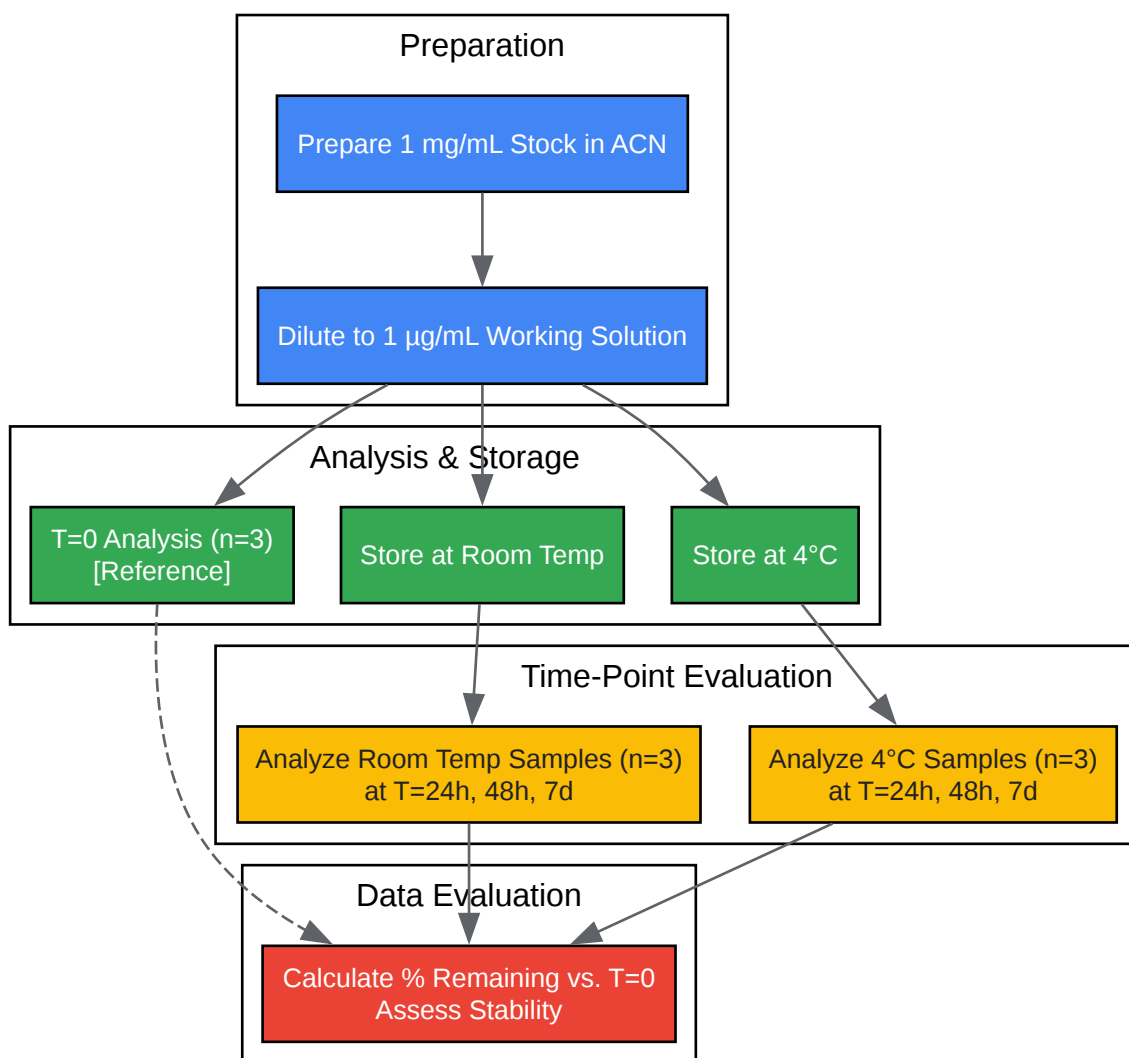 Preparation
Prepare 1 mg/mL Stock in ACN
Dilute to 1 µg/mL Working Solution
Analysis & Storage
T=0 Analysis (n=3)
[Reference]
Store at Room Temp
Store at 4°C
Time-Point Evaluation
Analyze Room Temp Samples (n=3)
at T=24h, 48h, 7d
Analyze 4°C Samples (n=3)
at T=24h, 48h, 7d
Data Evaluation
Calculate % Remaining vs. T=0
Assess Stability